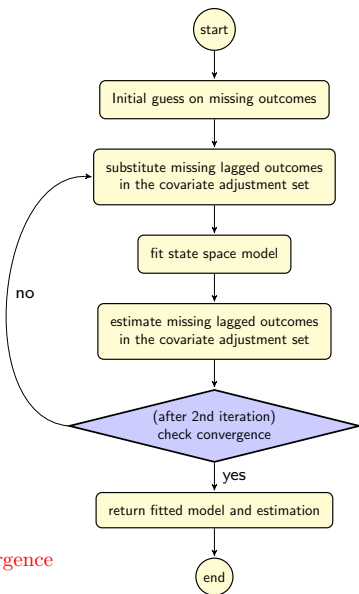 start
Initial guess on missing outcomes
substitute missing lagged outcomes
in the covariate adjustment set
fit state space model
no
estimate missing lagged outcomes
in the covariate adjustment set
(after 2nd iteration)
check convergence
yes
return fitted model and estimation
rgence
end